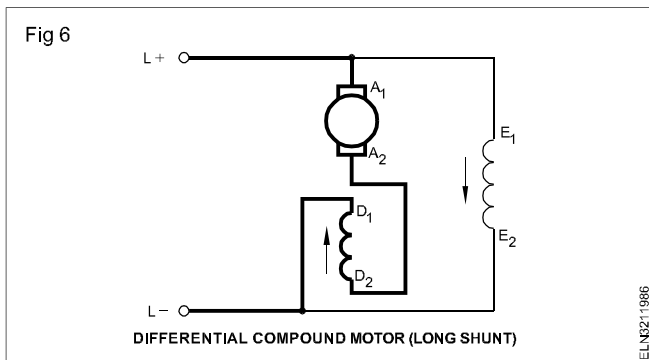 Fig 6
L +
A1
A2
E1
E2
D1
D2
L –
DIFFERENTIAL COMPOUND MOTOR (LONG SHUNT)
ELN3211986